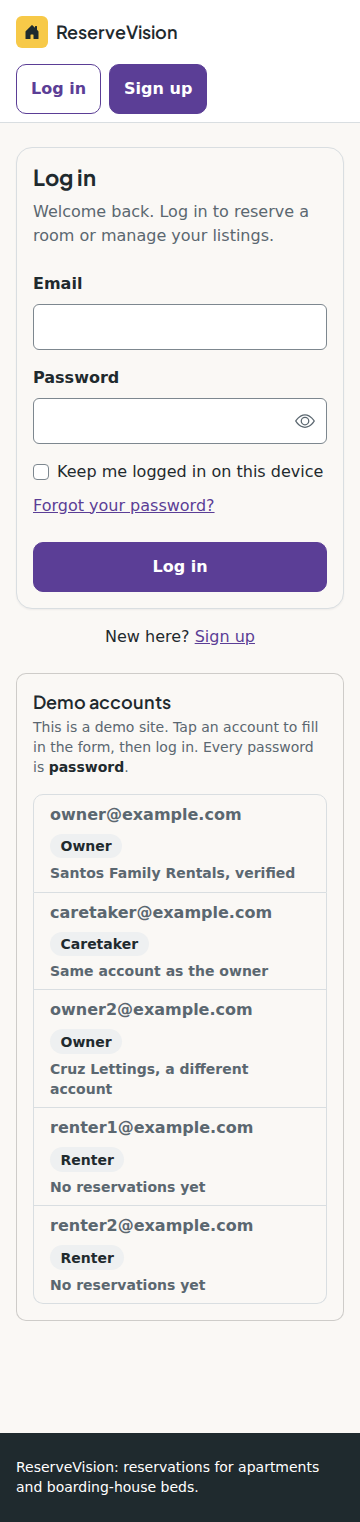 ReserveVision
Log in
Sign up
Log in
Welcome back. Log in to reserve a
room or manage your listings.
Email
Password
Keep me logged in on this device
Forgot your password?
Log in
New here? Sign up
Demo accounts
This is a demo site. Tap an account to fill
in the form, then log in. Every password
is password.
owner@example.com
Owner
Santos Family Rentals, verified
caretaker@example.com
Caretaker
Same account as the owner
owner2@example.com
Owner
Cruz Lettings, a different
account
renter1@example.com
Renter
No reservations yet
renter2@example.com
Renter
No reservations yet
ReserveVision: reservations for apartments
and boarding-house beds.